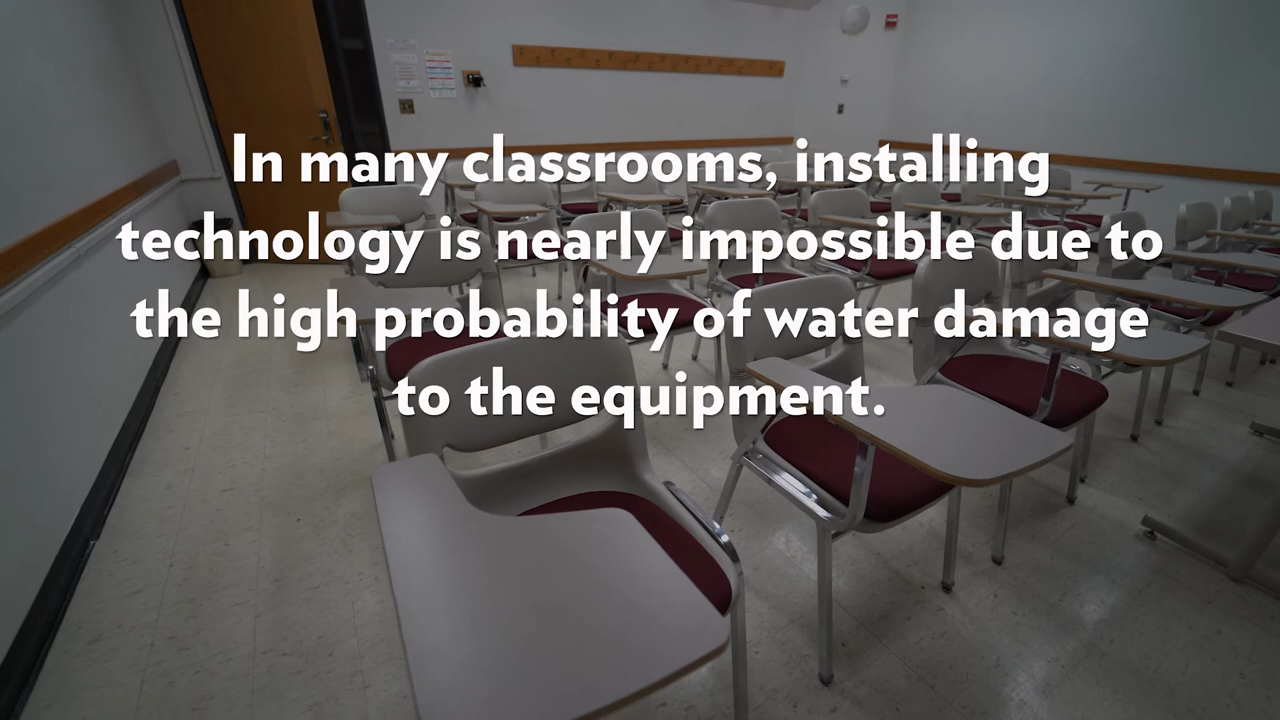 In many classrooms, installing
technology is nearly impossible due to
the high probability of water damage
to the equipment.